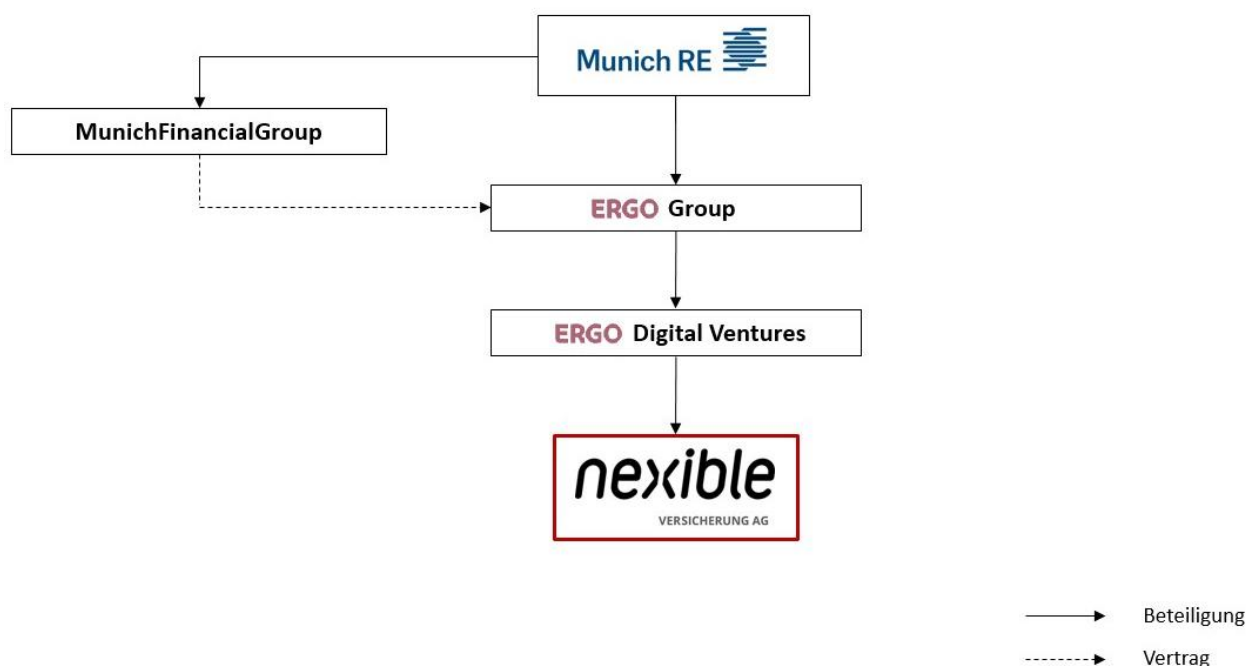 Munich RE
MunichFinancialGroup
ERGO Group
ERGO Digital Ventures
nexible
VERSICHERUNG AG
Beteiligung
Vertrag